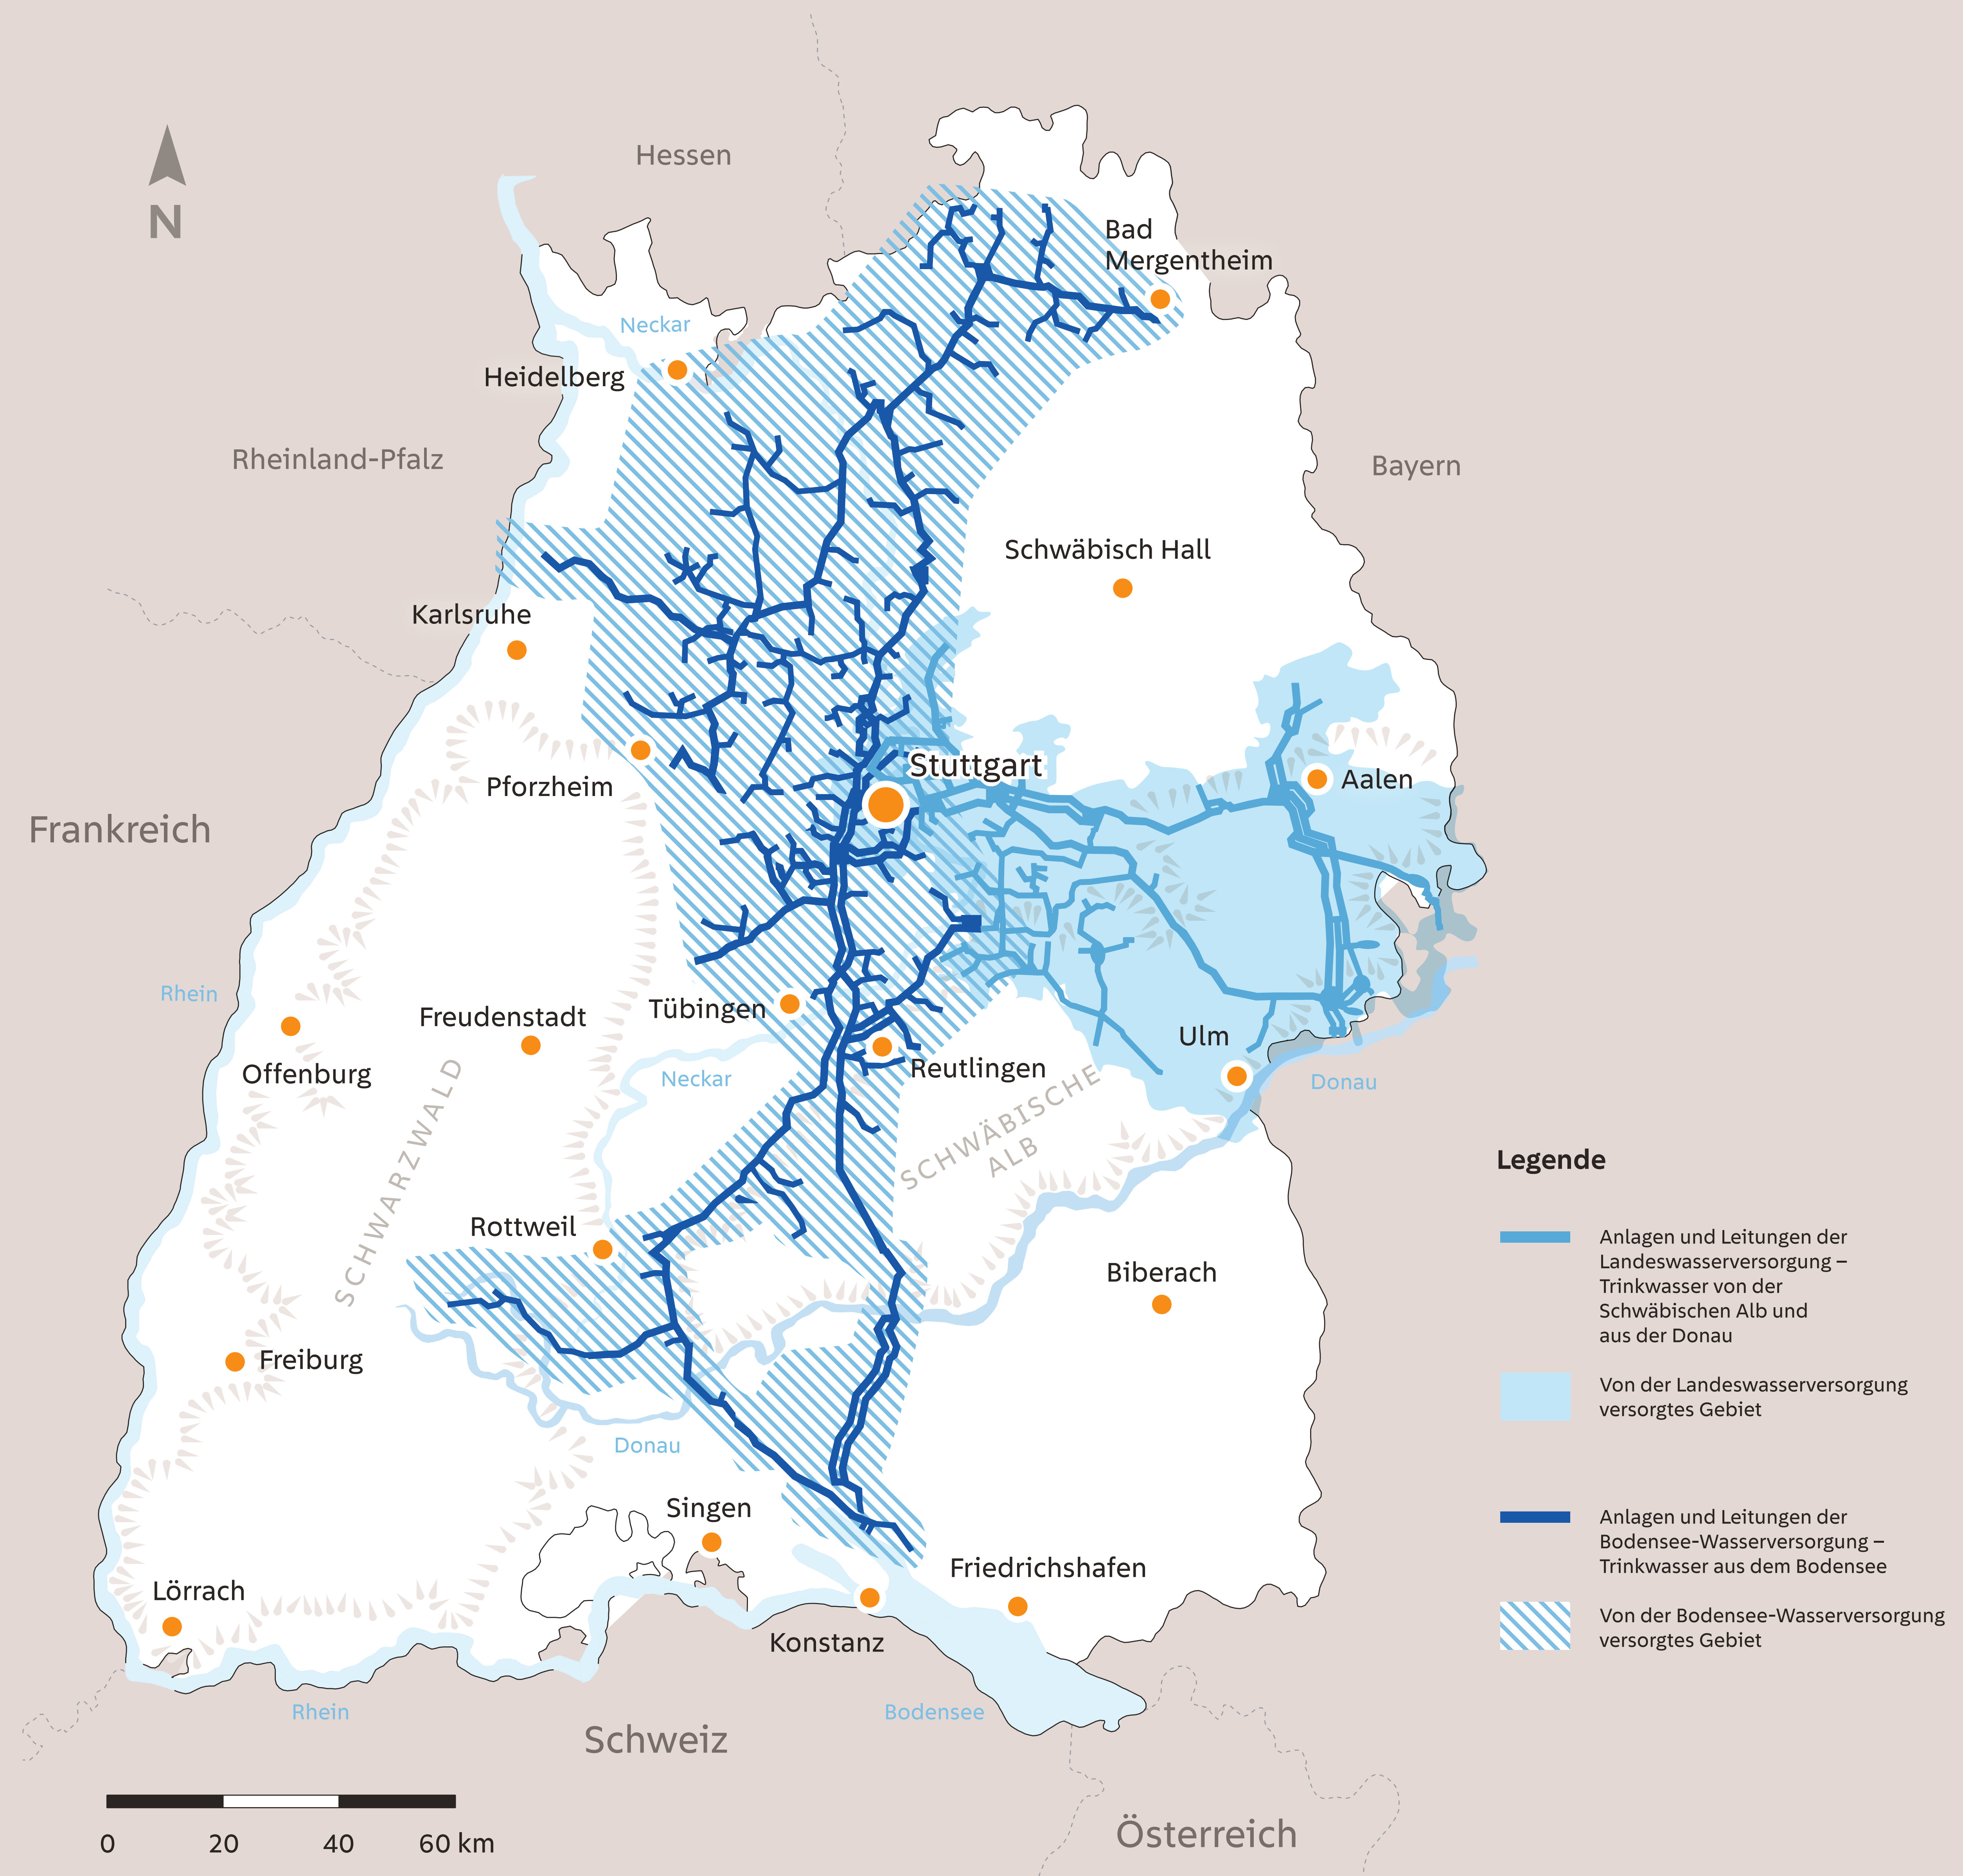 Hessen
N
Bad
Mergentheim
Neckar
Heidelberg
Rheinland-Pfalz
Bayern
Schwäbisch Hall
Karlsruhe
Stuttgart
Aalen
Pforzheim
Frankreich
Rhein
Tübingen
Freudenstadt
Ulm
Offenburg
Reutlingen
Neckar
Donau
SCHWÄBISCHE
ALB
SCHWARZWALD
Rottweil
Biberach
Freiburg
Donau
Singen
Friedrichshafen
Lörrach
Konstanz
Rhein
Bodensee
Schweiz
Österreich
0 20 40 60 km
Legende
Anlagen und Leitungen der
Landeswasserversorgung –
Trinkwasser von der
Schwäbischen Alb und
aus der Donau
Von der Landeswasserversorgung
versorgtes Gebiet
Anlagen und Leitungen der
Bodensee-Wasserversorgung –
Trinkwasser aus dem Bodensee
Von der Bodensee-Wasserversorgung
versorgtes Gebiet